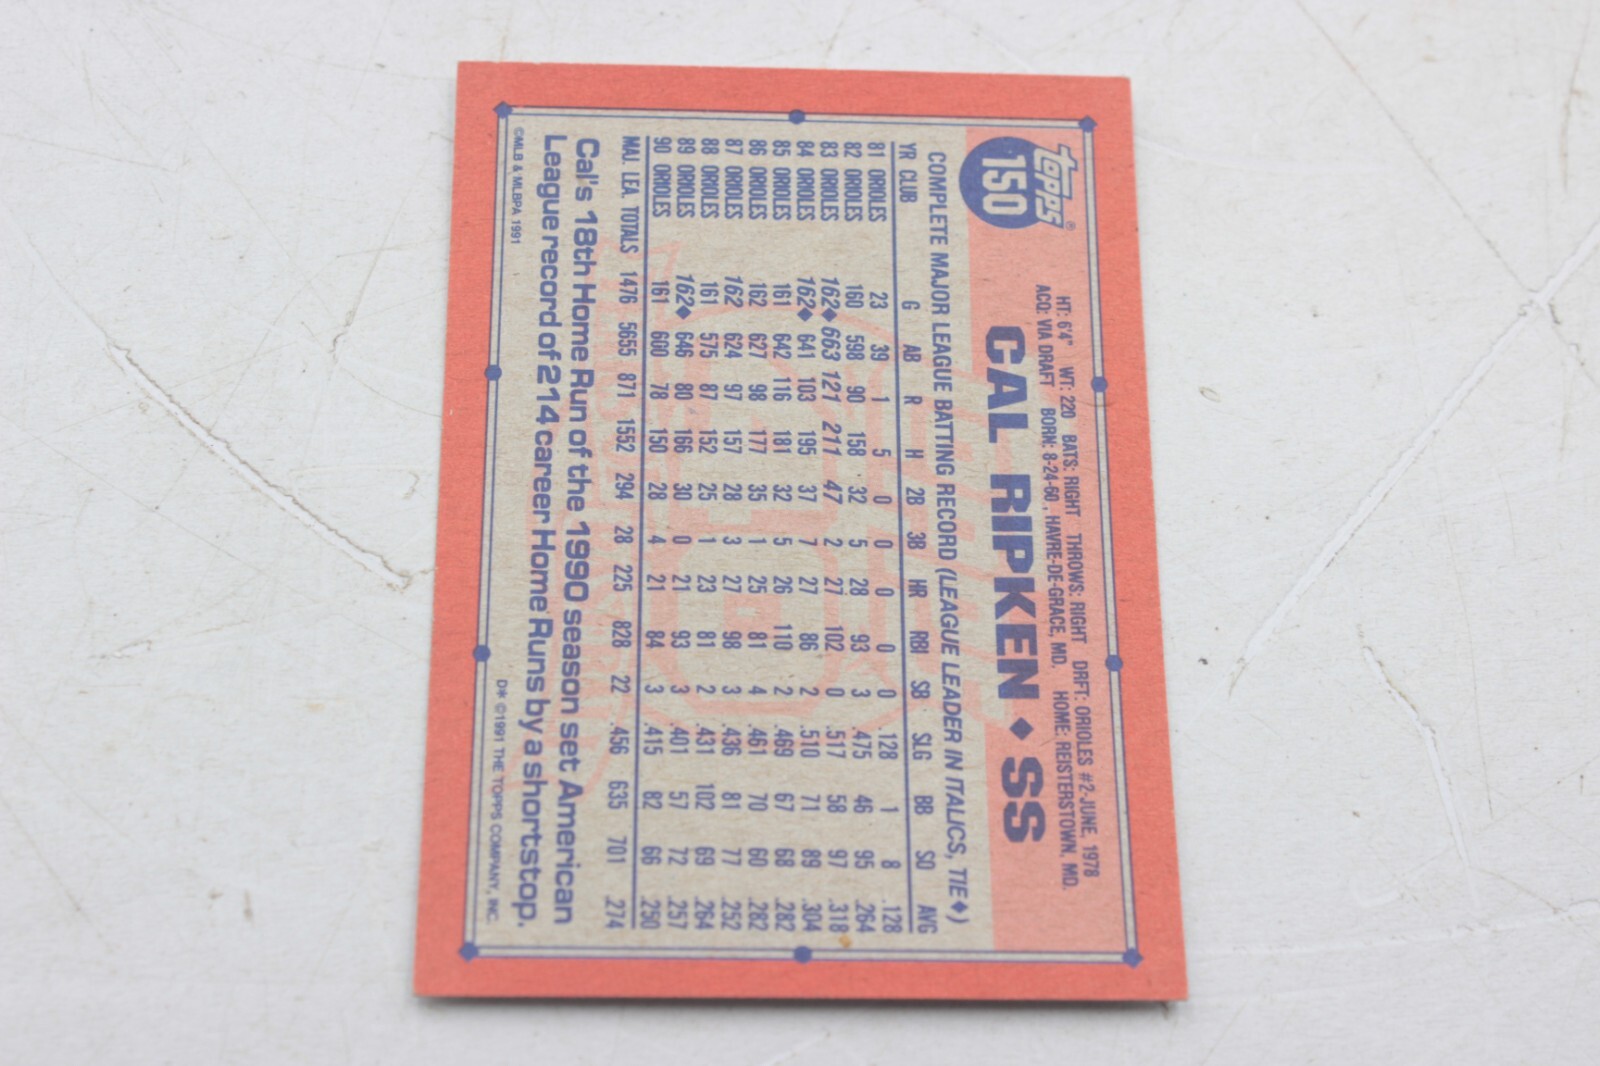 topps®
150
HT: 6'4" WT: 220 BATS: RIGHT THROWS: RIGHT DRFT: ORIOLES #2-JUNE, 1978
ACQ: VIA DRAFT BORN: 8-24-60, HAVRE-DE-GRACE, MD. HOME: REISTERSTOWN, MD.
CAL RIPKEN ♦ SS
COMPLETE MAJOR LEAGUE BATTING RECORD (LEAGUE LEADER IN ITALICS, TIE♦)
YR CLUB G AB R H 2B 3B HR RBI SB SLG BB SO AVG
81 ORIOLES 23 39 1 5 0 0 0 0 0 .128 1 8 .128
82 ORIOLES 160 598 90 158 32 5 28 93 3 .475 46 95 .264
83 ORIOLES 162♦ 663 121 211 47 2 27 102 0 .517 58 97 .318
84 ORIOLES 162♦ 641 103 195 37 7 27 86 2 .510 71 89 .304
85 ORIOLES 161 642 116 181 32 5 26 110 2 .469 67 68 .282
86 ORIOLES 162 627 98 177 35 1 25 81 4 .461 70 60 .282
87 ORIOLES 162 624 97 157 28 3 27 98 3 .436 81 77 .252
88 ORIOLES 161 575 87 152 25 1 23 81 2 .431 102 69 .264
89 ORIOLES 162♦ 646 80 166 30 0 21 93 3 .401 57 72 .257
90 ORIOLES 161 600 78 150 28 4 21 84 3 .415 82 66 .250
MAJ. LEA. TOTALS 1476 5655 871 1552 294 28 225 828 22 .456 635 701 .274
Cal's 18th Home Run of the 1990 season set American
League record of 214 career Home Runs by a shortstop.
©MLB & MLBPA 1991
D* ©1991 THE TOPPS COMPANY, INC.